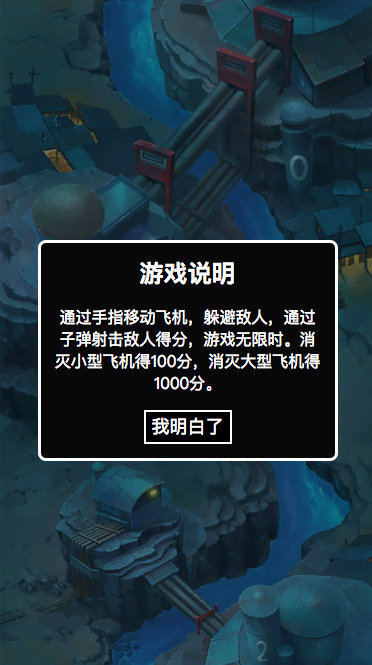 游戏说明
通过手指移动飞机，躲避敌人，通过
子弹射击敌人得分，游戏无限时。消
灭小型飞机得100分，消灭大型飞机得
1000分。
我明白了
0
2